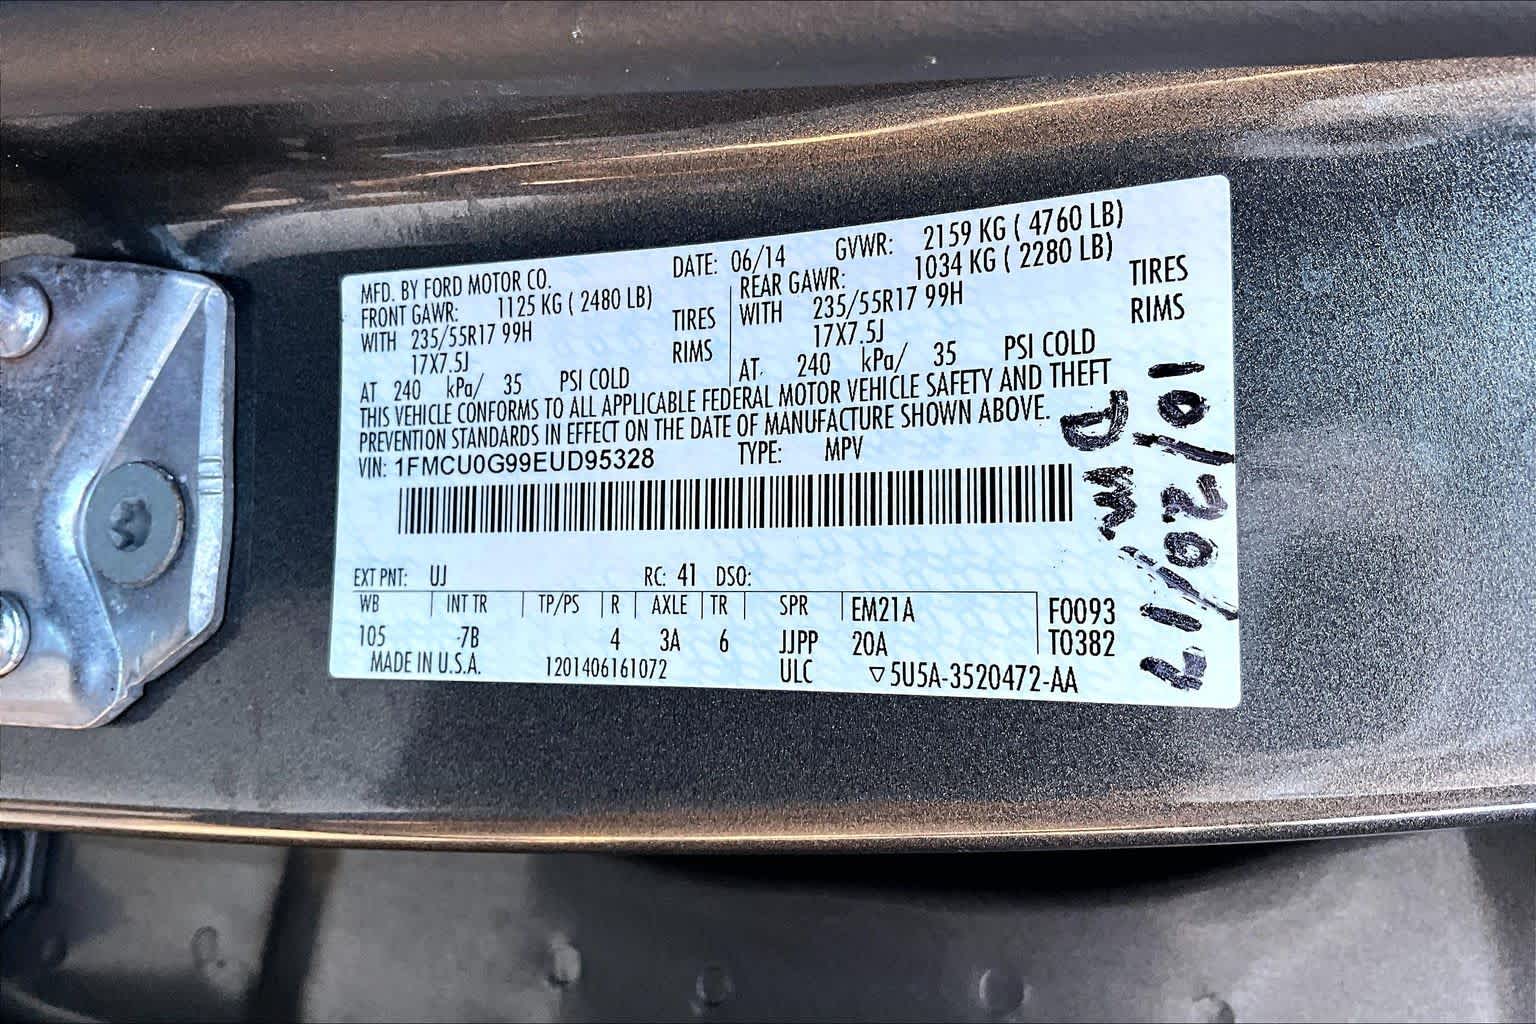 MFD. BY FORD MOTOR CO. DATE: 06/14 GVWR: 2159 KG ( 4760 LB)
FRONT GAWR: 1125 KG ( 2480 LB) REAR GAWR: 1034 KG ( 2280 LB)
WITH 235/55R17 99H TIRES WITH 235/55R17 99H TIRES
17X7.5J RIMS 17X7.5J RIMS
AT 240 kPa/ 35 PSI COLD AT 240 kPa/ 35 PSI COLD
THIS VEHICLE CONFORMS TO ALL APPLICABLE FEDERAL MOTOR VEHICLE SAFETY AND THEFT
PREVENTION STANDARDS IN EFFECT ON THE DATE OF MANUFACTURE SHOWN ABOVE.
VIN: 1FMCU0G99EUD95328 TYPE: MPV
EXT PNT: UJ RC: 41 DSO:
WB INT TR TP/PS R AXLE TR SPR EM21A F0093
105 7B 4 3A 6 JJPP 20A T0382
MADE IN U.S.A. 1201406161072 ULC ▽5U5A-3520472-AA
10/20/17
Dm